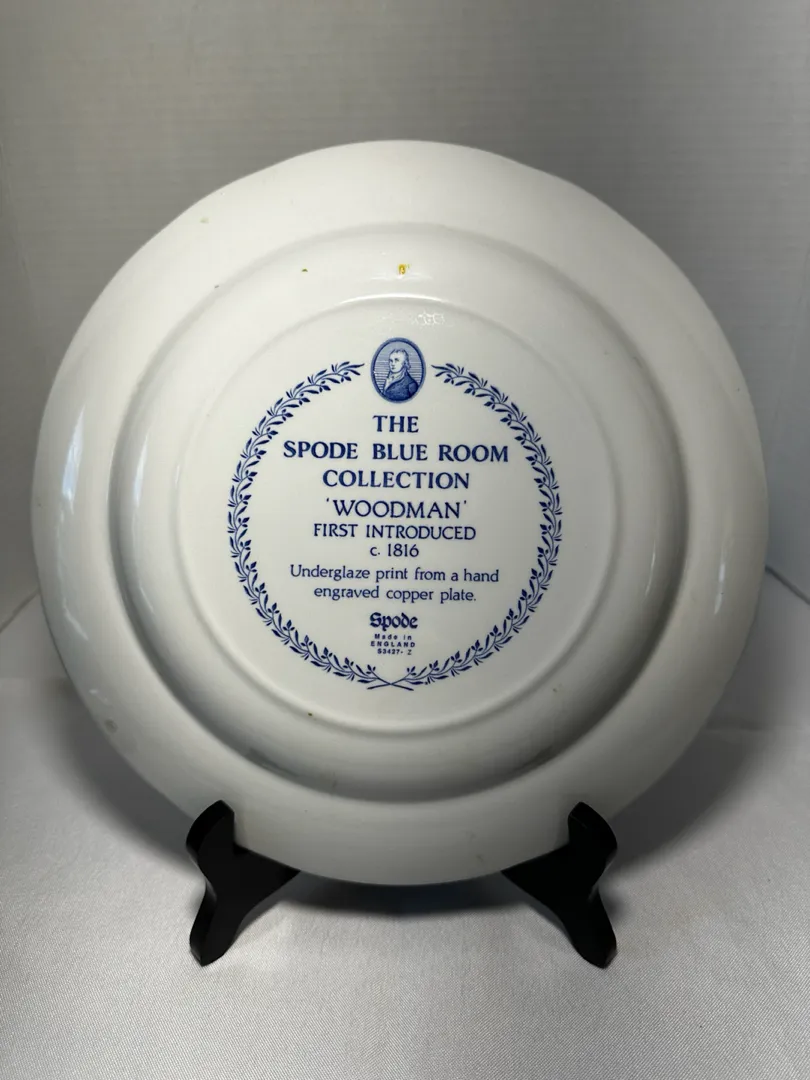 THE
SPODE BLUE ROOM
COLLECTION
'WOODMAN'
FIRST INTRODUCED
c. 1816
Underglaze print from a hand
engraved copper plate.
Spode
Made in
ENGLAND
S3427- Z